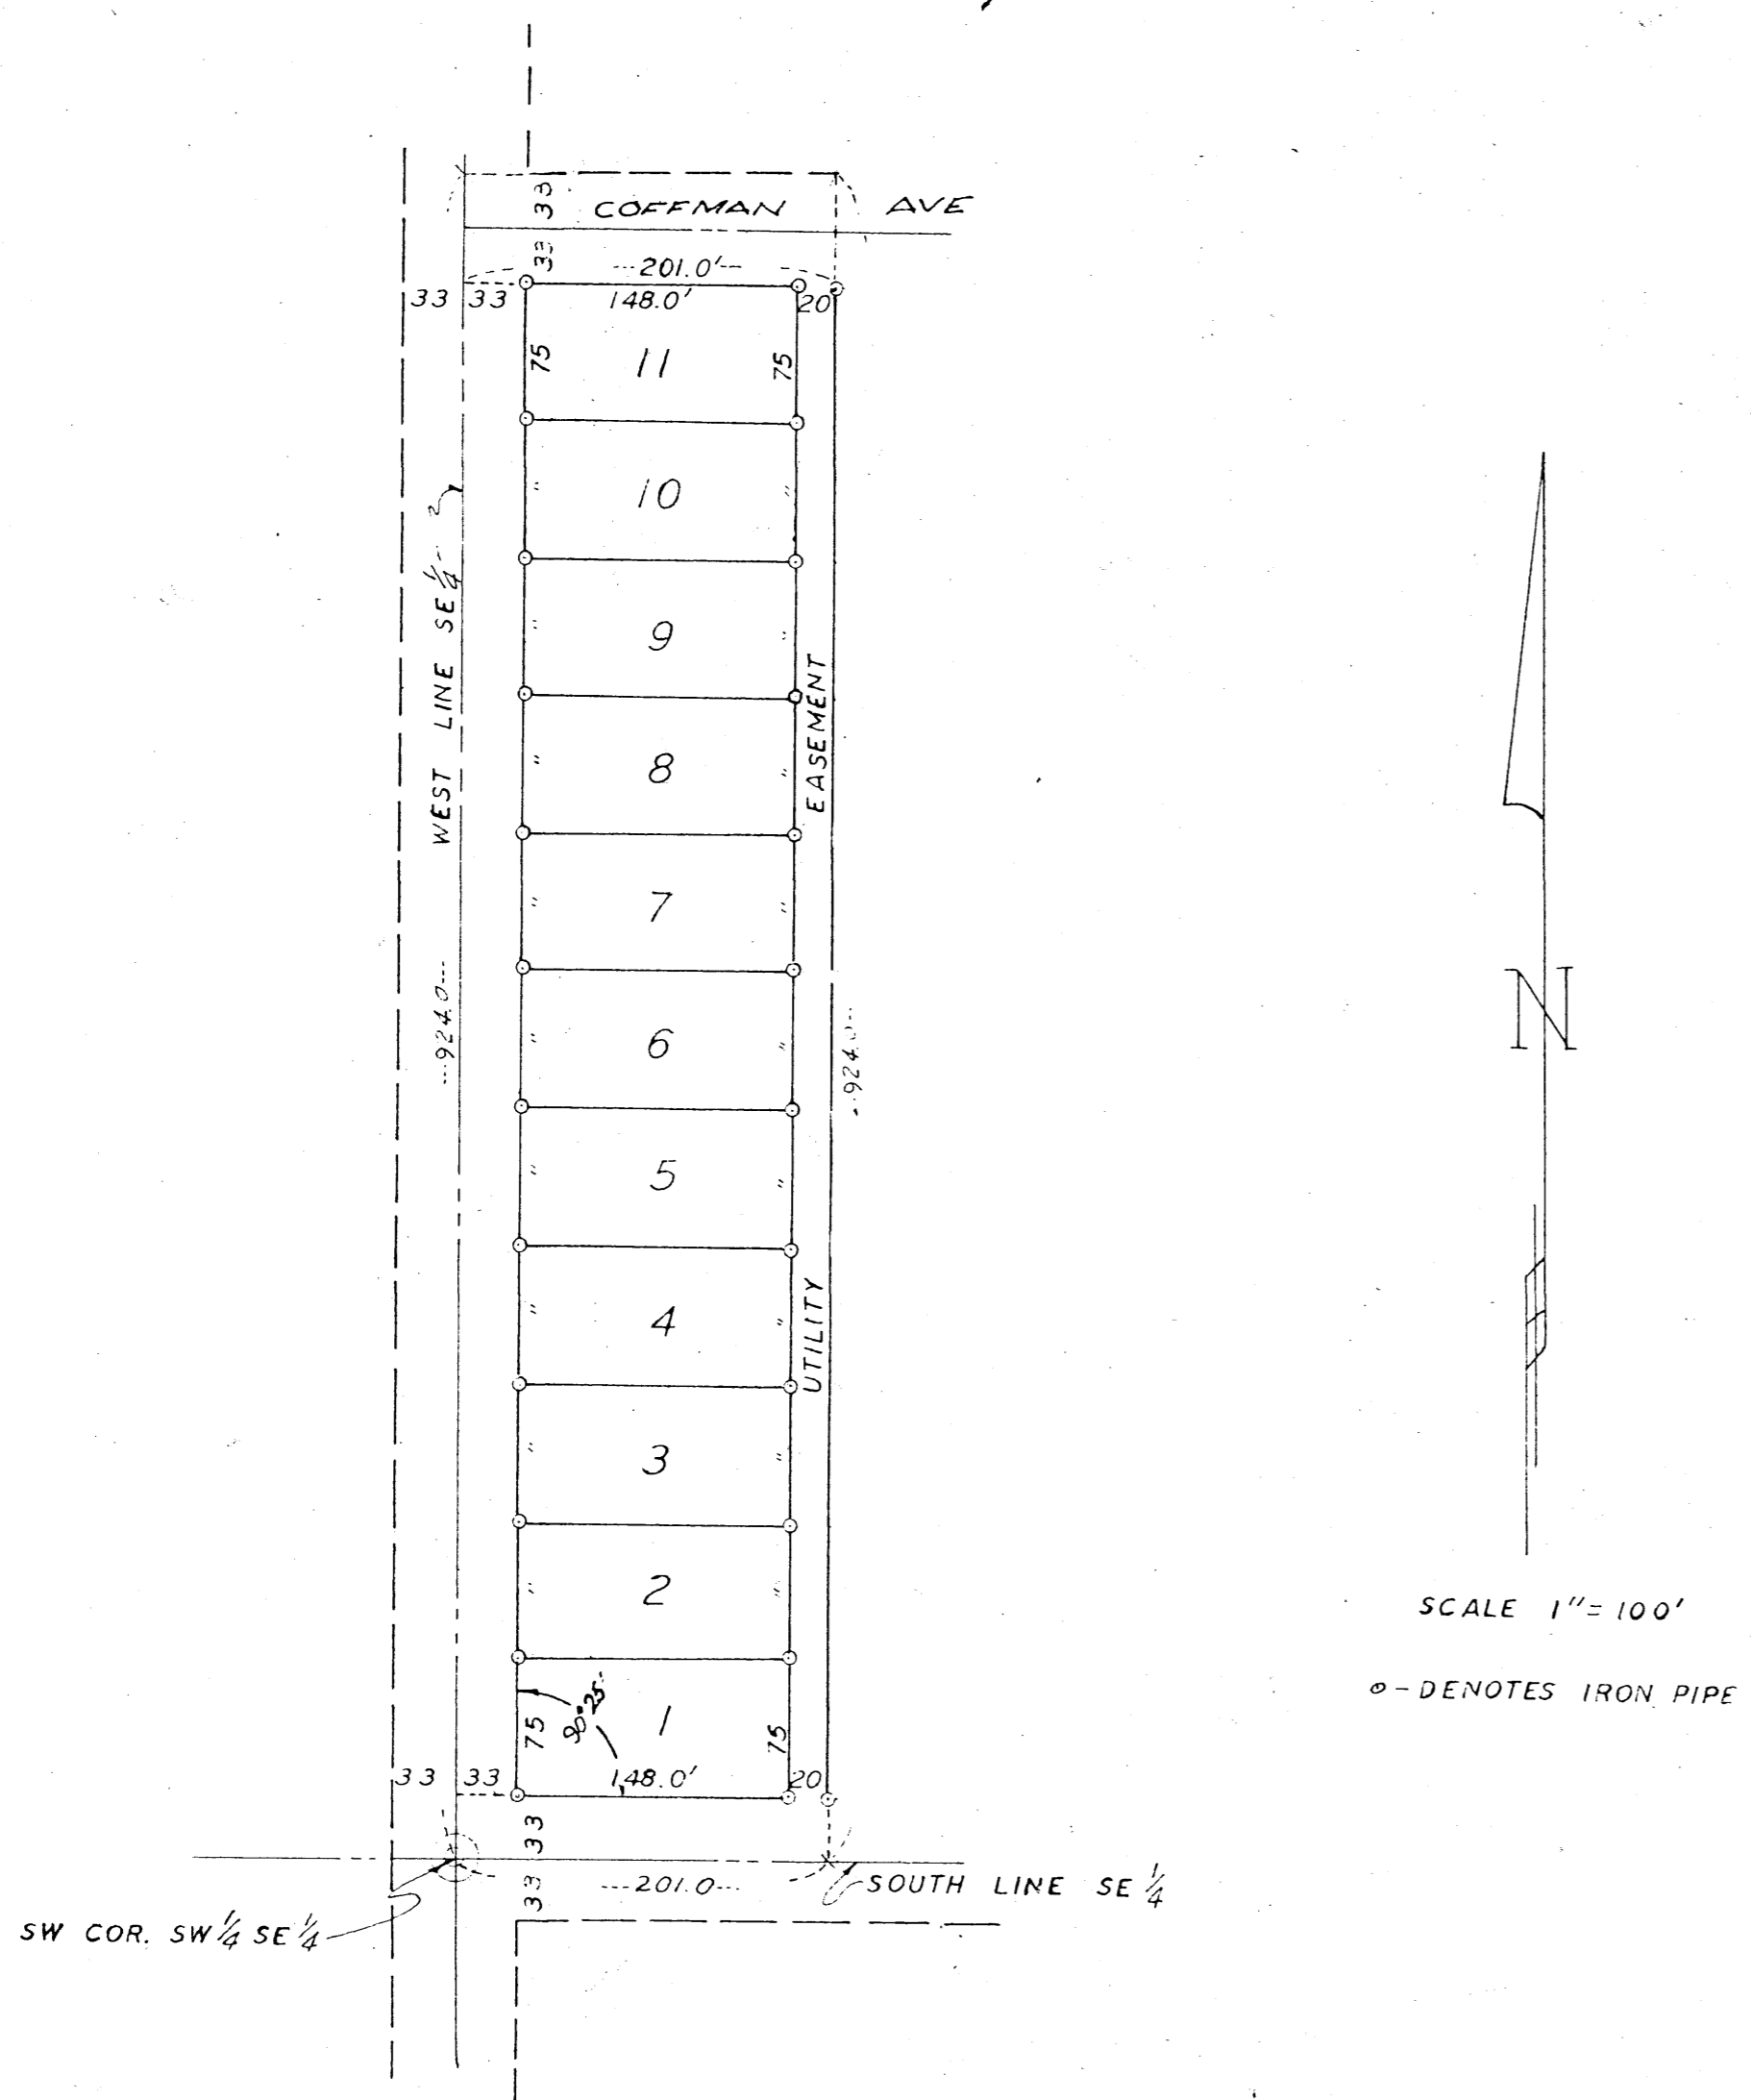 COFFMAN AVE
33
33
---201.0'---
33 33 148.0' 20
75 11 75
" 10 "
" 9 "
" 8 "
" 7 "
" 6 "
" 5 "
" 4 "
" 3 "
" 2 "
75 1 75
33 33 148.0' 20
33
33
---201.0---
WEST LINE SE 1/4
---924.0---
EASEMENT
UTILITY
---924.0---
SOUTH LINE SE 1/4
SW COR. SW 1/4 SE 1/4
N
SCALE 1"=100'
⊙ - DENOTES IRON PIPE